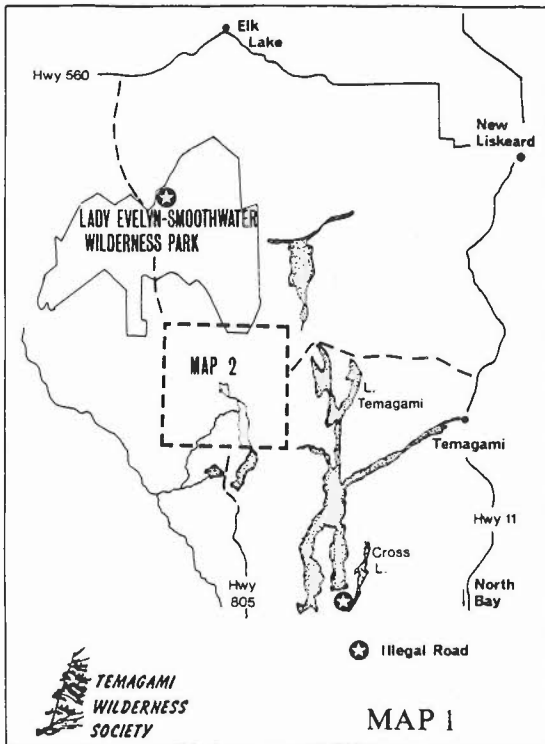 Elk
Lake
Hwy 560
New
Liskeard
LADY EVELYN-SMOOTHWATER
WILDERNESS PARK
MAP 2
L.
Temagami
Temagami
Hwy 11
Cross
L.
Hwy
805
North
Bay
Illegal Road
TEMAGAMI
WILDERNESS
SOCIETY
MAP 1